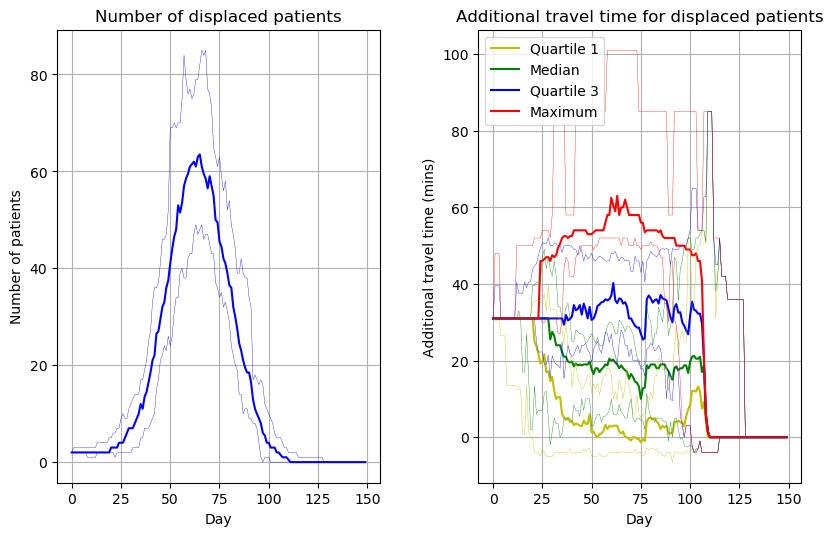 Number of displaced patients
Number of patients
80
60
40
20
0
0 25 50 75 100 125 150
Day
Additional travel time for displaced patients
Quartile 1
Median
Quartile 3
Maximum
Additional travel time (mins)
100
80
60
40
20
0
0 25 50 75 100 125 150
Day